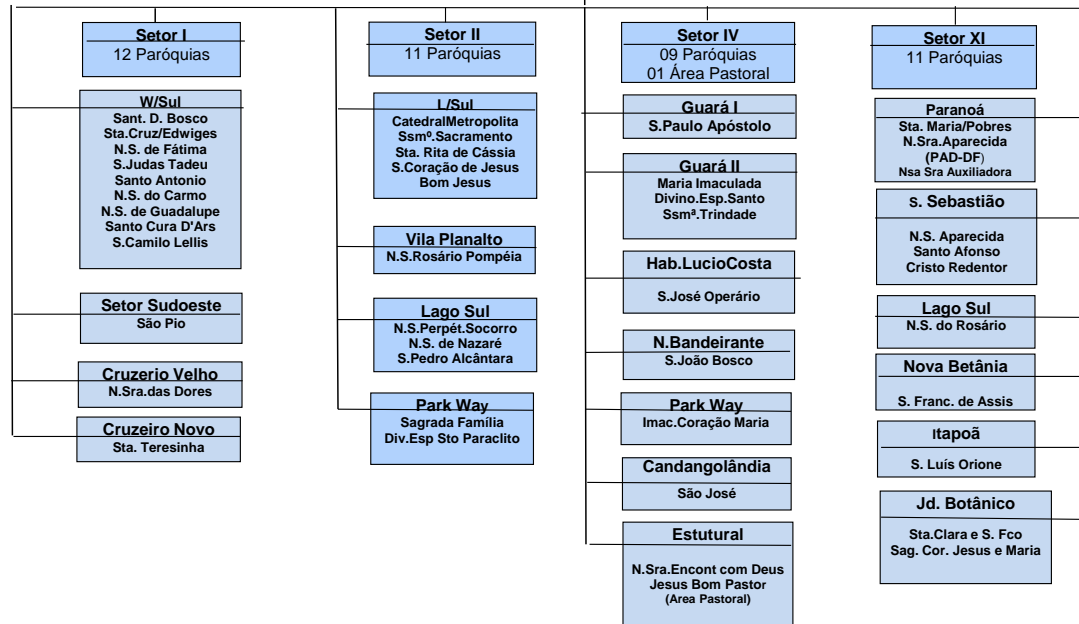 Setor I
12 Paróquias
W/Sul
Sant. D. Bosco
Sta.Cruz/Edwiges
N.S. de Fátima
S.Judas Tadeu
Santo Antonio
N.S. do Carmo
N.S. de Guadalupe
Santo Cura D'Ars
S.Camilo Lellis
Setor Sudoeste
São Pio
Cruzerio Velho
N.Sra.das Dores
Cruzeiro Novo
Sta. Teresinha
Setor II
11 Paróquias
L/Sul
CatedralMetropolita
Ssmº.Sacramento
Sta. Rita de Cássia
S.Coração de Jesus
Bom Jesus
Vila Planalto
N.S.Rosário Pompéia
Lago Sul
N.S.Perpét.Socorro
N.S. de Nazaré
S.Pedro Alcântara
Park Way
Sagrada Família
Div.Esp Sto Paraclito
Setor IV
09 Paróquias
01 Área Pastoral
Guará I
S.Paulo Apóstolo
Guará II
Maria Imaculada
Divino.Esp.Santo
Ssmª.Trindade
Hab.LucioCosta
S.José Operário
N.Bandeirante
S.João Bosco
Park Way
Imac.Coração Maria
Candangolândia
São José
Estutural
N.Sra.Encont com Deus
Jesus Bom Pastor
(Area Pastoral)
Setor XI
11 Paróquias
Paranoá
Sta. Maria/Pobres
N.Sra.Aparecida
(PAD-DF)
Nsa Sra Auxiliadora
S. Sebastião
N.S. Aparecida
Santo Afonso
Cristo Redentor
Lago Sul
N.S. do Rosário
Nova Betânia
S. Franc. de Assis
Itapoã
S. Luís Orione
Jd. Botânico
Sta.Clara e S. Fco
Sag. Cor. Jesus e Maria